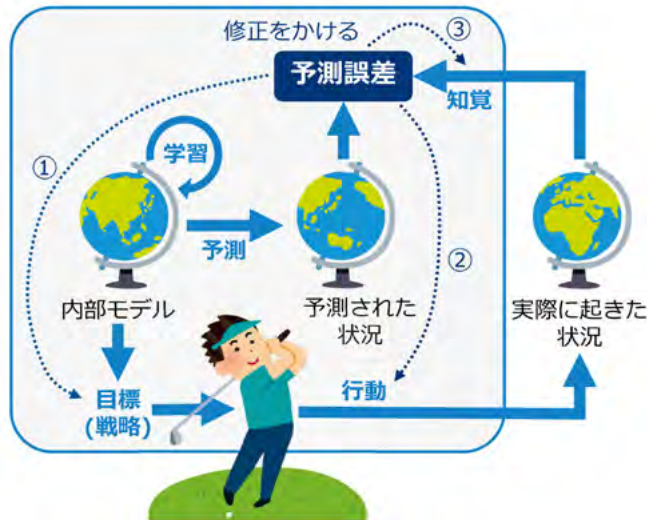 修正をかける
③
予測誤差
知覚
①
学習
予測
②
内部モデル
予測された
状況
実際に起きた
状況
目標
(戦略)
行動